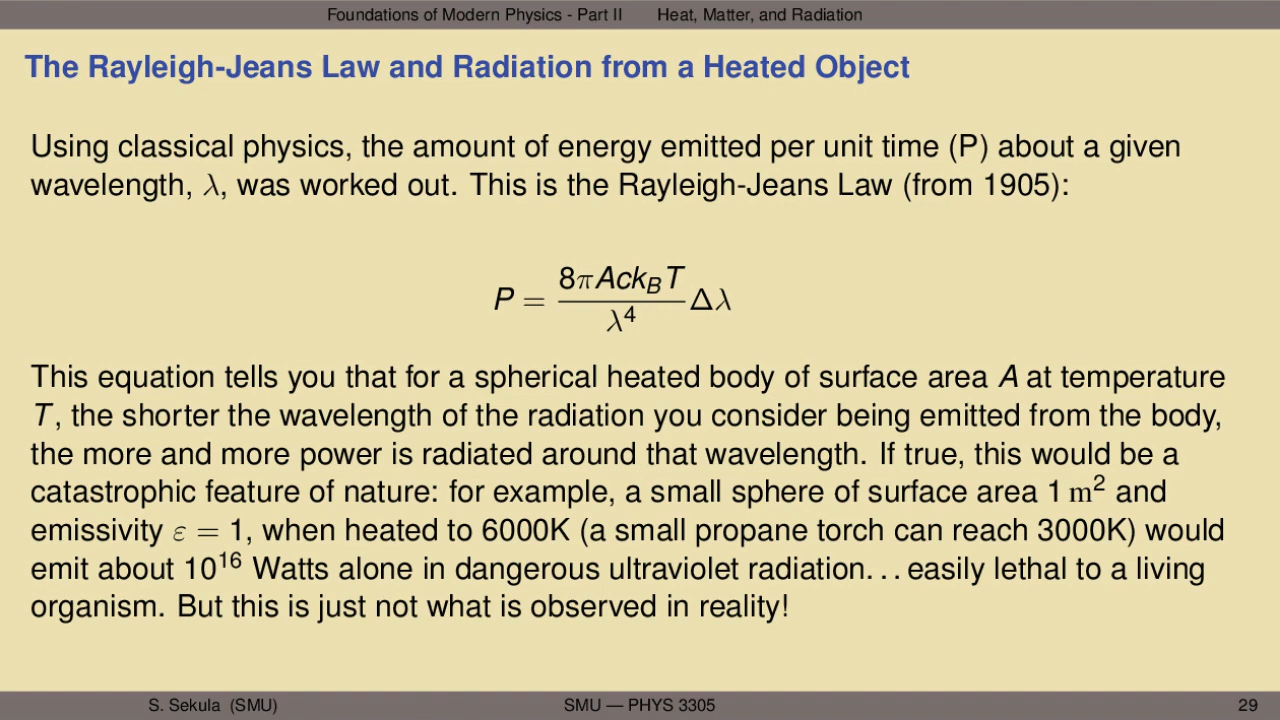 Foundations of Modern Physics - Part II Heat, Matter, and Radiation
The Rayleigh-Jeans Law and Radiation from a Heated Object
Using classical physics, the amount of energy emitted per unit time (P) about a given
wavelength, λ, was worked out. This is the Rayleigh-Jeans Law (from 1905):
P = 8πAck_BT/λ⁴ Δλ
This equation tells you that for a spherical heated body of surface area A at temperature
T, the shorter the wavelength of the radiation you consider being emitted from the body,
the more and more power is radiated around that wavelength. If true, this would be a
catastrophic feature of nature: for example, a small sphere of surface area 1 m² and
emissivity ε = 1, when heated to 6000K (a small propane torch can reach 3000K) would
emit about 10¹⁶ Watts alone in dangerous ultraviolet radiation. . . easily lethal to a living
organism. But this is just not what is observed in reality!
S. Sekula (SMU) SMU — PHYS 3305 29